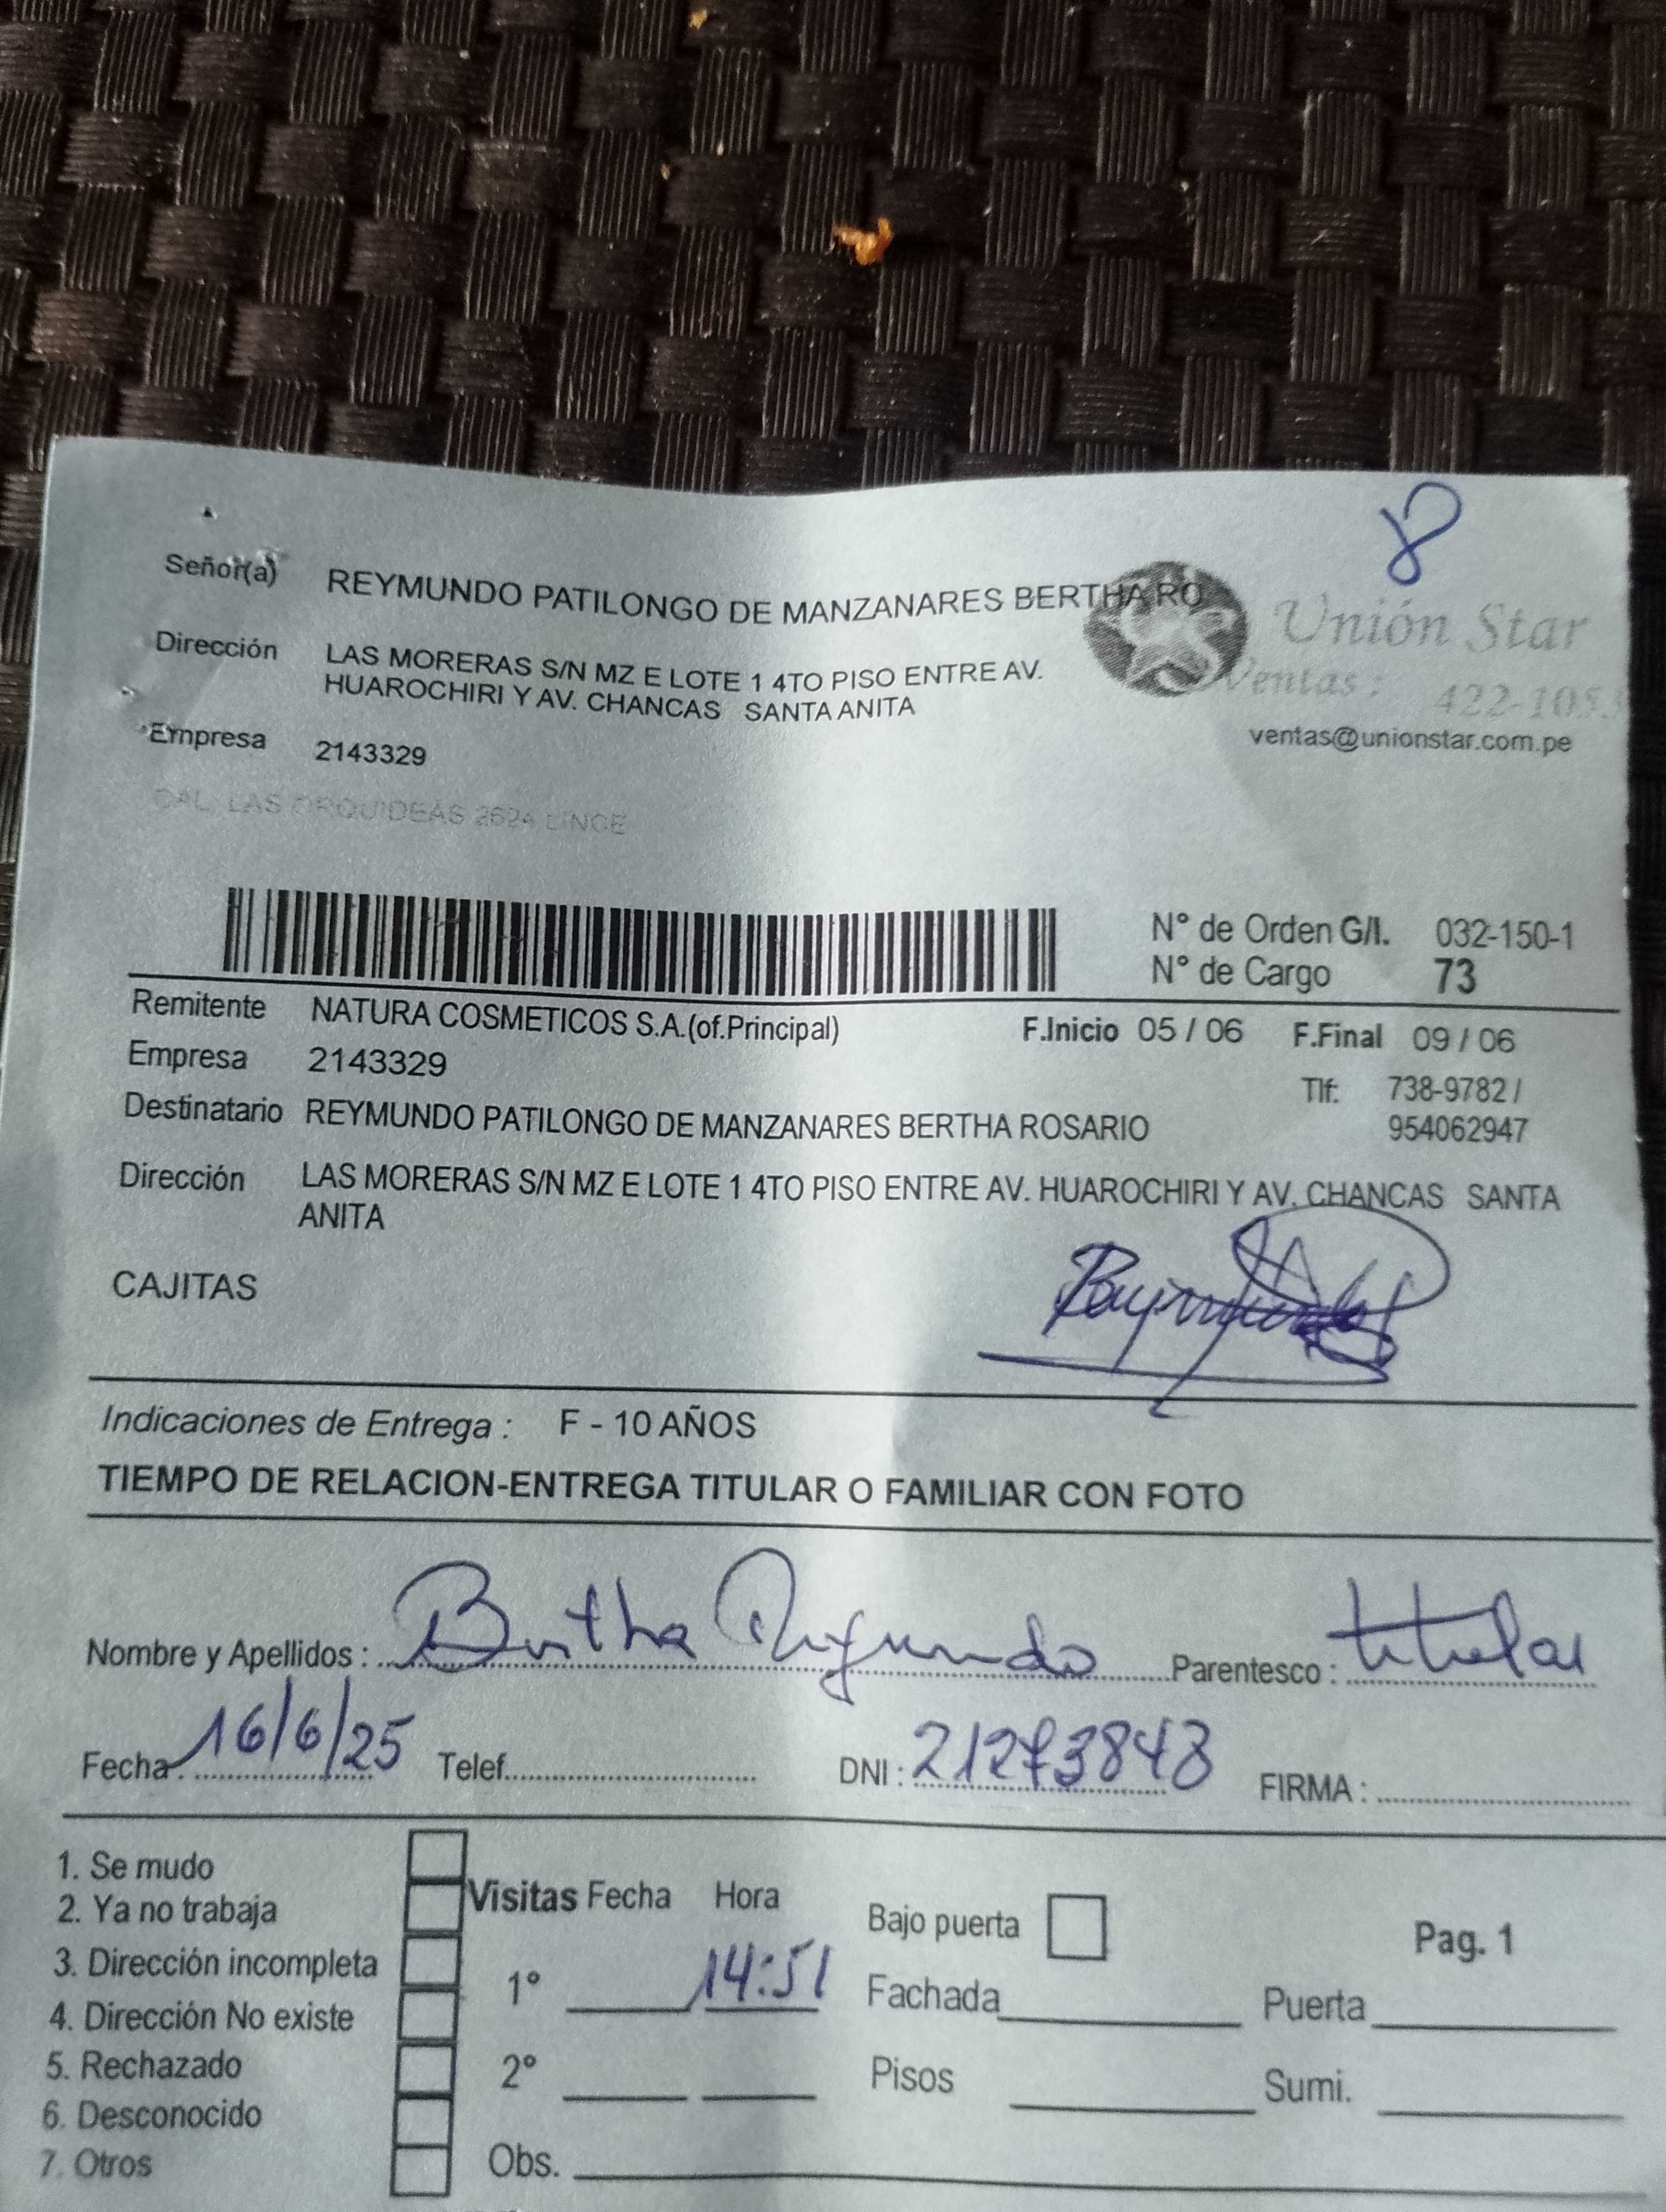 8
Señor(a) REYMUNDO PATILONGO DE MANZANARES BERTHA RO
Unión Star
Dirección LAS MORERAS S/N MZ E LOTE 1 4TO PISO ENTRE AV.
HUAROCHIRI Y AV. CHANCAS SANTA ANITA
Ventas: 422-105
ventas@unionstar.com.pe
Empresa 2143329
CAL. LAS ORQUIDEAS 2624 LINCE
N° de Orden G/I. 032-150-1
N° de Cargo 73
Remitente NATURA COSMETICOS S.A.(of.Principal) F.Inicio 05 / 06 F.Final 09 / 06
Empresa 2143329 Tlf: 738-9782 /
954062947
Destinatario REYMUNDO PATILONGO DE MANZANARES BERTHA ROSARIO
Dirección LAS MORERAS S/N MZ E LOTE 1 4TO PISO ENTRE AV. HUAROCHIRI Y AV. CHANCAS SANTA
ANITA
CAJITAS
Indicaciones de Entrega : F - 10 AÑOS
TIEMPO DE RELACION-ENTREGA TITULAR O FAMILIAR CON FOTO
Nombre y Apellidos : Bertha Reymundo Parentesco : titular
Fecha : 16/6/25 Telef. DNI : 21273848 FIRMA :
1. Se mudo
2. Ya no trabaja
3. Dirección incompleta
4. Dirección No existe
5. Rechazado
6. Desconocido
7. Otros
Visitas Fecha Hora
1° 14:51
2°
Obs.
Bajo puerta
Pag. 1
Fachada Puerta
Pisos Sumi.